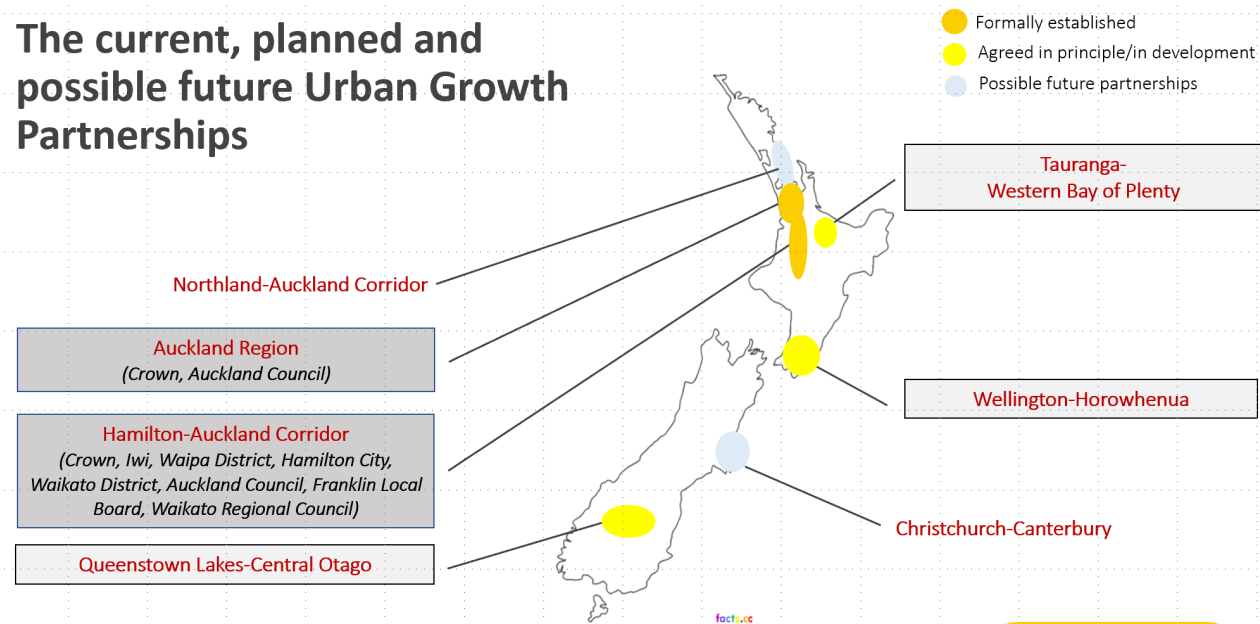 The current, planned and
possible future Urban Growth
Partnerships
Formally established
Agreed in principle/in development
Possible future partnerships
Tauranga-
Western Bay of Plenty
Northland-Auckland Corridor
Auckland Region
(Crown, Auckland Council)
Wellington-Horowhenua
Hamilton-Auckland Corridor
(Crown, Iwi, Waipa District, Hamilton City,
Waikato District, Auckland Council, Franklin Local
Board, Waikato Regional Council)
Christchurch-Canterbury
Queenstown Lakes-Central Otago
facts.cc